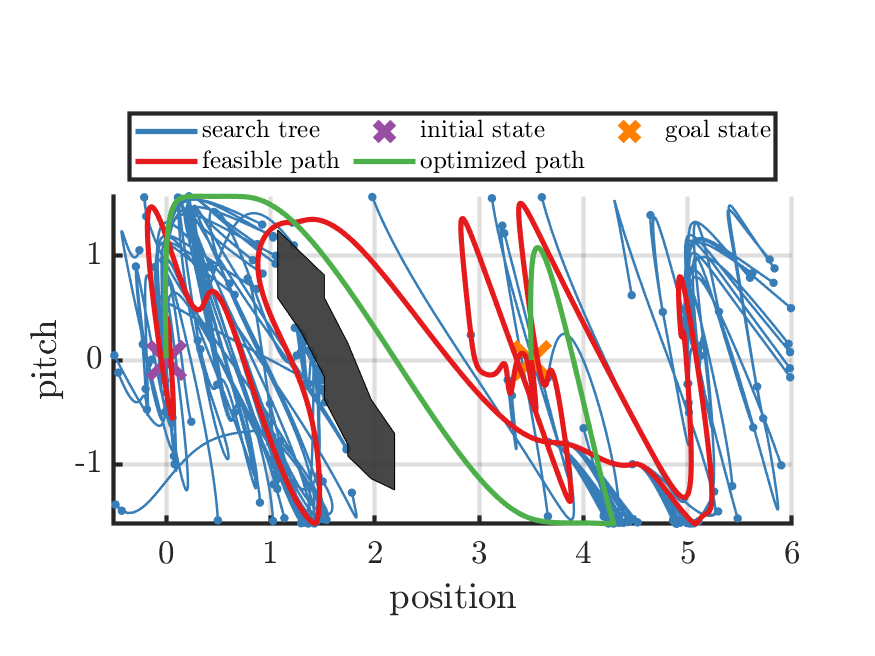 search tree initial state goal state
feasible path optimized path
pitch
1
0
-1
0 1 2 3 4 5 6
position